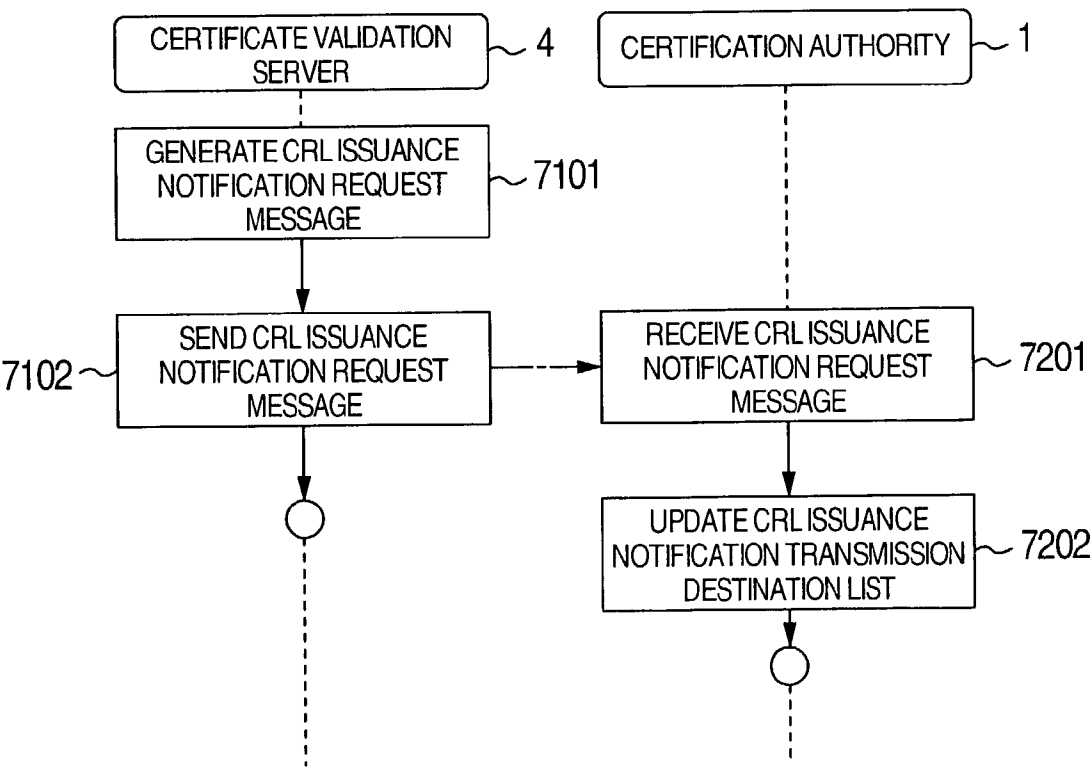 CERTIFICATE VALIDATION
SERVER
4
CERTIFICATION AUTHORITY
1
GENERATE CRL ISSUANCE
NOTIFICATION REQUEST
MESSAGE
7101
SEND CRL ISSUANCE
NOTIFICATION REQUEST
MESSAGE
7102
RECEIVE CRL ISSUANCE
NOTIFICATION REQUEST
MESSAGE
7201
UPDATE CRL ISSUANCE
NOTIFICATION TRANSMISSION
DESTINATION LIST
7202